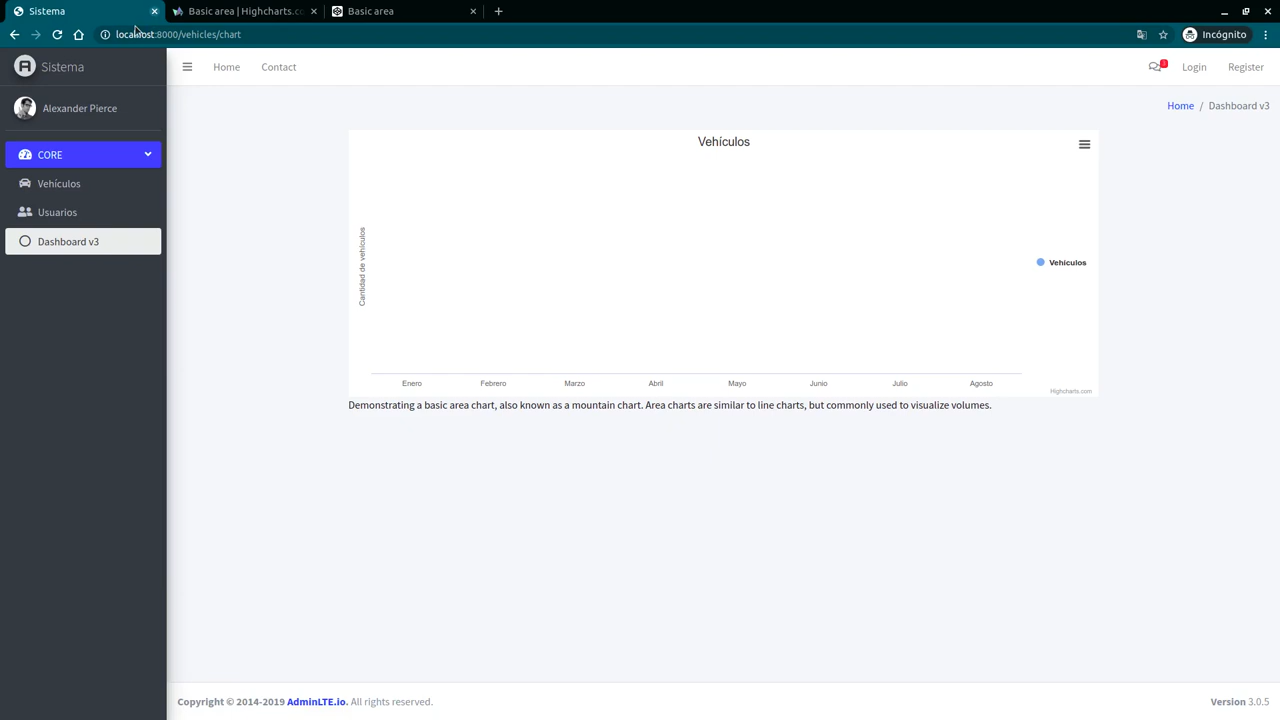 Sistema
Basic area | Highcharts.co
Basic area
localhost:8000/vehicles/chart
Incógnito
Sistema
Home
Contact
3
Login
Register
Alexander Pierce
Home / Dashboard v3
CORE
Vehículos
Usuarios
Dashboard v3
Vehículos
Cantidad de vehículos
Vehiculos
Enero Febrero Marzo Abril Mayo Junio Julio Agosto
Highcharts.com
Demonstrating a basic area chart, also known as a mountain chart. Area charts are similar to line charts, but commonly used to visualize volumes.
Copyright © 2014-2019 AdminLTE.io. All rights reserved.
Version 3.0.5